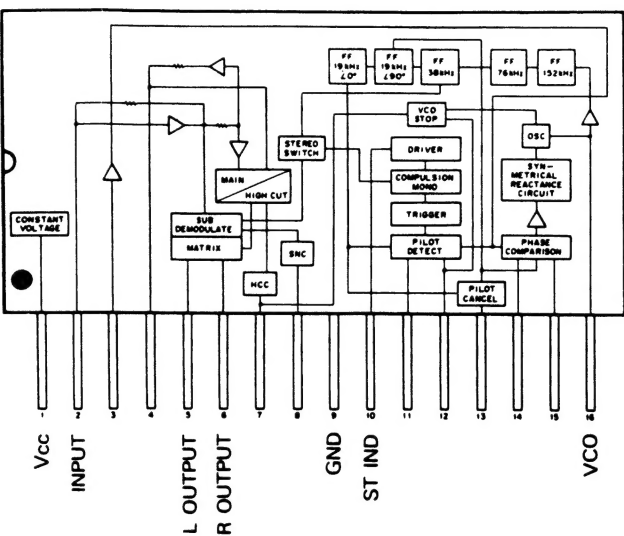 FF
19kHz
∠0°
FF
19kHz
∠90°
FF
38kHz
FF
76kHz
FF
152kHz
VCO
STOP
OSC
STEREO
SWITCH
DRIVER
COMPULSION
MONO
TRIGGER
PILOT
DETECT
SYN-
METRICAL
REACTANCE
CIRCUIT
PHASE
COMPARISON
MAIN
HIGH CUT
SUB
DEMODULATE
MATRIX
SNC
HCC
PILOT
CANCEL
CONSTANT
VOLTAGE
1
2
3
4
5
6
7
8
9
10
11
12
13
14
15
16
Vcc
INPUT
L OUTPUT
R OUTPUT
GND
ST IND
VCO